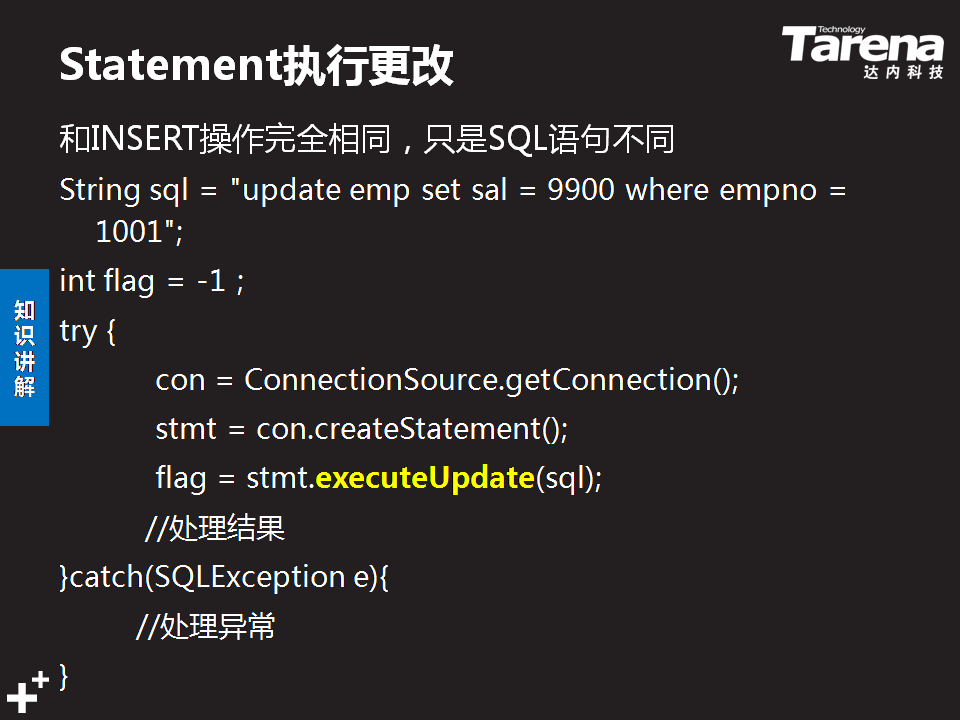 Statement执行更改
Technology
Tarena
达内科技
和INSERT操作完全相同，只是SQL语句不同
String sql = "update emp set sal = 9900 where empno =
1001";
int flag = -1 ;
try {
con = ConnectionSource.getConnection();
stmt = con.createStatement();
flag = stmt.executeUpdate(sql);
//处理结果
}catch(SQLException e){
//处理异常
}
知识讲解